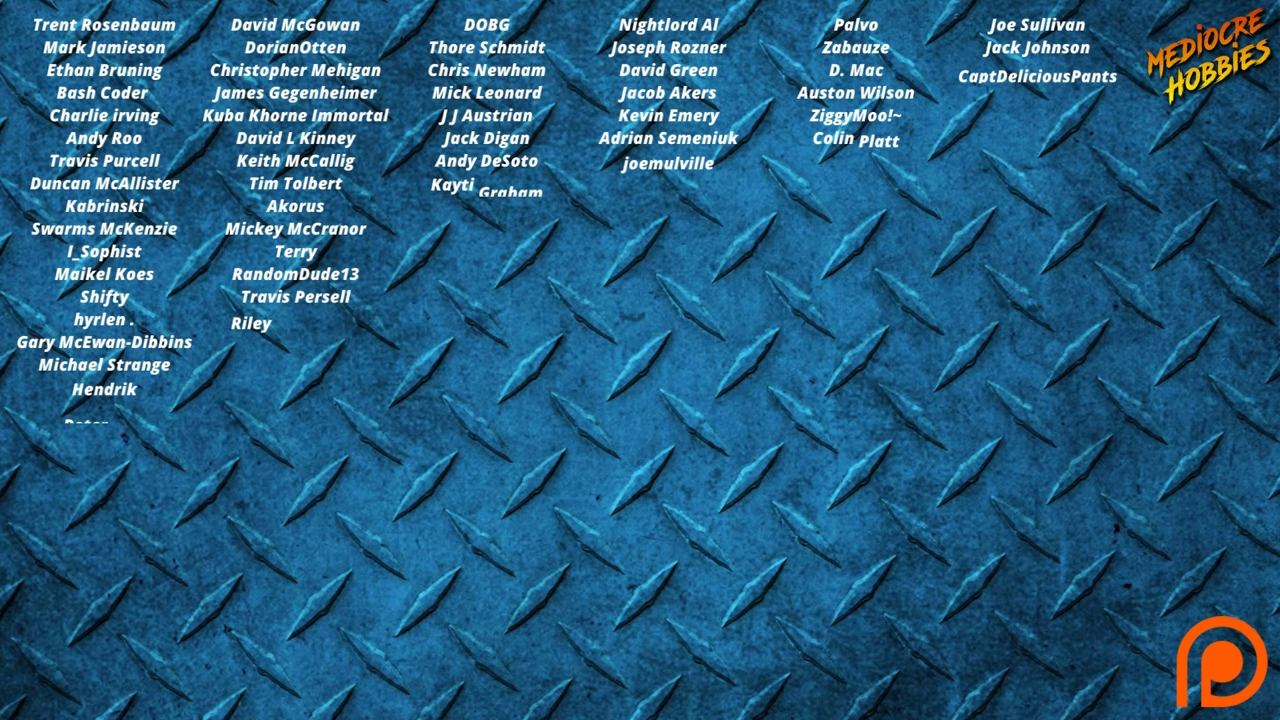 Trent Rosenbaum
Mark Jamieson
Ethan Bruning
Bash Coder
Charlie irving
Andy Roo
Travis Purcell
Duncan McAllister
Kabrinski
Swarms McKenzie
l_Sophist
Maikel Koes
Shifty
hyrlen .
Gary McEwan-Dibbins
Michael Strange
Hendrik
David McGowan
DorianOtten
Christopher Mehigan
James Gegenheimer
Kuba Khorne Immortal
David L Kinney
Keith McCallig
Tim Tolbert
Akorus
Mickey McCranor
Terry
RandomDude13
Travis Persell
Riley
DOBG
Thore Schmidt
Chris Newham
Mick Leonard
J J Austrian
Jack Digan
Andy DeSoto
Kayti Graham
Nightlord Al
Joseph Rozner
David Green
Jacob Akers
Kevin Emery
Adrian Semeniuk
joemulville
Palvo
Zabauze
D. Mac
Auston Wilson
ZiggyMoo!~
Colin Platt
Joe Sullivan
Jack Johnson
CaptDeliciousPants
MEDIOCRE
HOBBIES